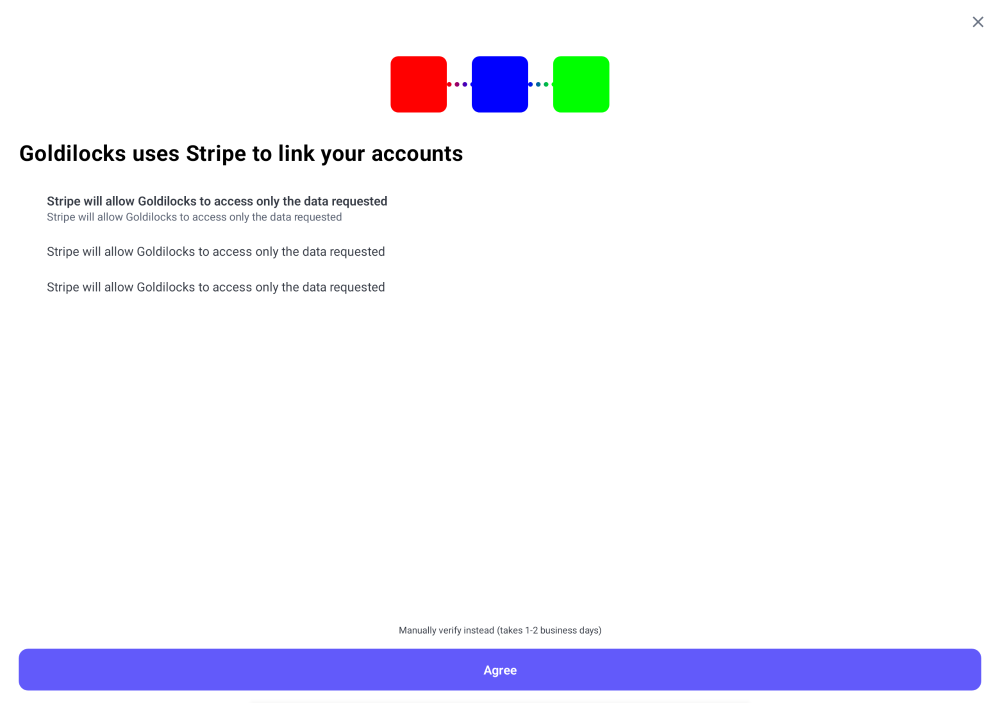 Goldilocks uses Stripe to link your accounts
Stripe will allow Goldilocks to access only the data requested
Stripe will allow Goldilocks to access only the data requested
Stripe will allow Goldilocks to access only the data requested
Stripe will allow Goldilocks to access only the data requested
Manually verify instead (takes 1-2 business days)
Agree